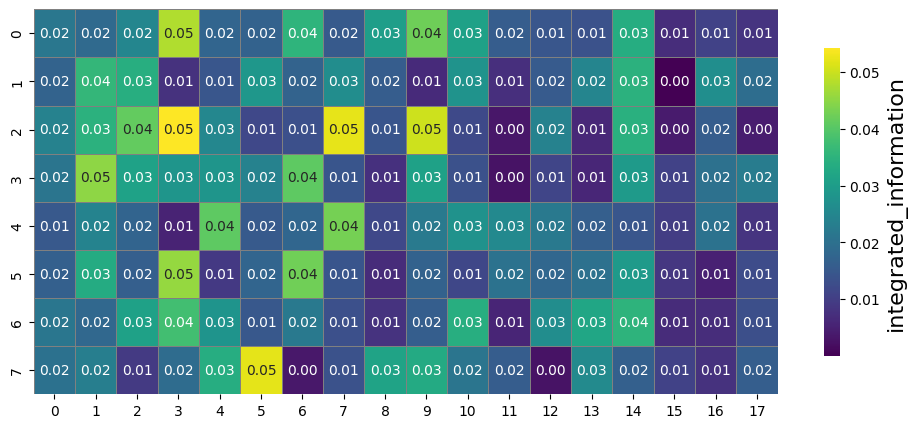 0 0.02 0.02 0.02 0.05 0.02 0.02 0.04 0.02 0.03 0.04 0.03 0.02 0.01 0.01 0.03 0.01 0.01 0.01
1 0.02 0.04 0.03 0.01 0.01 0.03 0.02 0.03 0.02 0.01 0.03 0.01 0.02 0.02 0.03 0.00 0.03 0.02
2 0.02 0.03 0.04 0.05 0.03 0.01 0.01 0.05 0.01 0.05 0.01 0.00 0.02 0.01 0.03 0.00 0.02 0.00
3 0.02 0.05 0.03 0.03 0.03 0.02 0.04 0.01 0.01 0.03 0.01 0.00 0.01 0.01 0.03 0.01 0.02 0.02
4 0.01 0.02 0.02 0.01 0.04 0.02 0.02 0.04 0.01 0.02 0.03 0.03 0.02 0.02 0.01 0.01 0.02 0.01
5 0.02 0.03 0.02 0.05 0.01 0.02 0.04 0.01 0.01 0.01 0.02 0.02 0.02 0.02 0.03 0.01 0.01 0.01
6 0.02 0.02 0.03 0.04 0.03 0.01 0.02 0.01 0.01 0.02 0.03 0.01 0.03 0.03 0.04 0.01 0.01 0.01
7 0.02 0.02 0.01 0.02 0.03 0.05 0.00 0.01 0.03 0.03 0.02 0.02 0.00 0.03 0.02 0.01 0.01 0.02
0 1 2 3 4 5 6 7 8 9 10 11 12 13 14 15 16 17
0.05
0.04
0.03
0.02
0.01
integrated_information